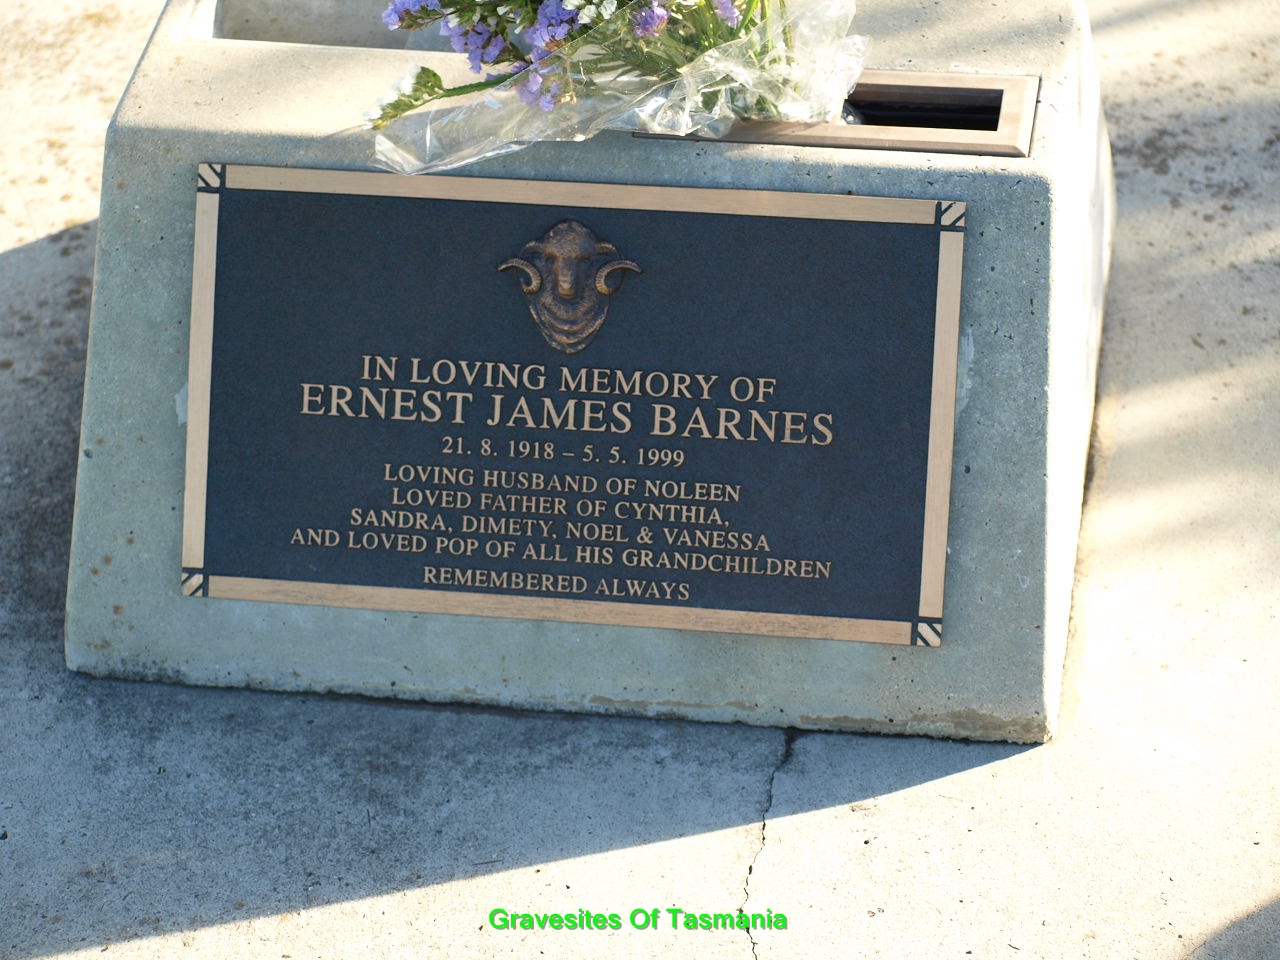 IN LOVING MEMORY OF
ERNEST JAMES BARNES
21. 8. 1918 – 5. 5. 1999
LOVING HUSBAND OF NOLEEN
LOVED FATHER OF CYNTHIA,
SANDRA, DIMETY, NOEL & VANESSA
AND LOVED POP OF ALL HIS GRANDCHILDREN
REMEMBERED ALWAYS
Gravesites Of Tasmania